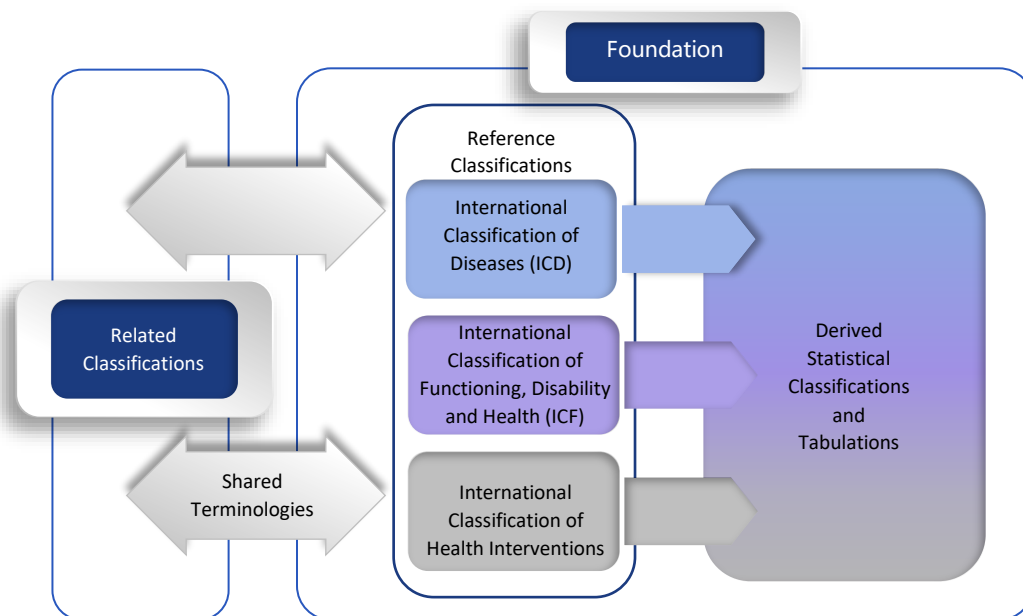 Foundation
Reference
Classifications
International
Classification of
Diseases (ICD)
Related
Classifications
International
Classification of
Functioning, Disability
and Health (ICF)
Derived
Statistical
Classifications
and
Tabulations
Shared
Terminologies
International
Classification of
Health Interventions